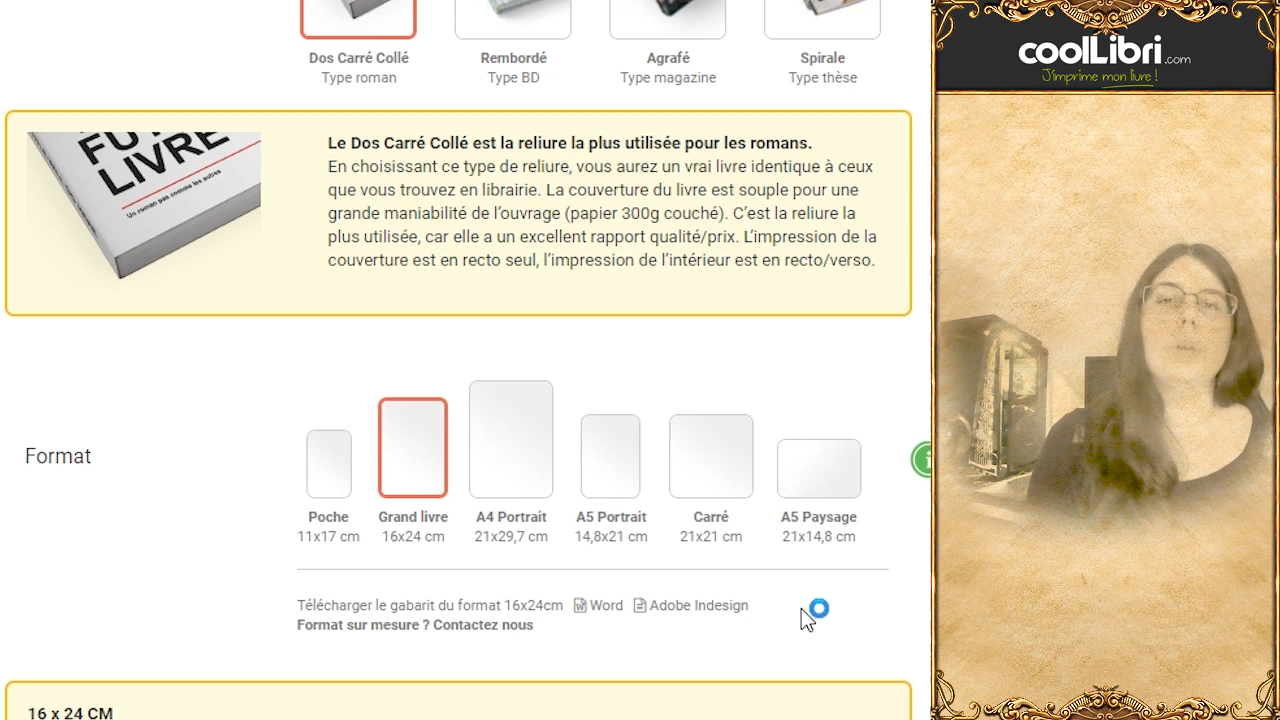 Dos Carré Collé
Type roman
Rembordé
Type BD
Agrafé
Type magazine
Spirale
Type thèse
coolLibri.com
J'imprime mon livre !
LIVRE
Un roman pas comme les autres
Le Dos Carré Collé est la reliure la plus utilisée pour les romans.
En choisissant ce type de reliure, vous aurez un vrai livre identique à ceux
que vous trouvez en librairie. La couverture du livre est souple pour une
grande maniabilité de l’ouvrage (papier 300g couché). C’est la reliure la
plus utilisée, car elle a un excellent rapport qualité/prix. L’impression de la
couverture est en recto seul, l’impression de l’intérieur est en recto/verso.
Format
Poche
11x17 cm
Grand livre
16x24 cm
A4 Portrait
21x29,7 cm
A5 Portrait
14,8x21 cm
Carré
21x21 cm
A5 Paysage
21x14,8 cm
Télécharger le gabarit du format 16x24cm Word Adobe Indesign
Format sur mesure ? Contactez nous
16 x 24 CM